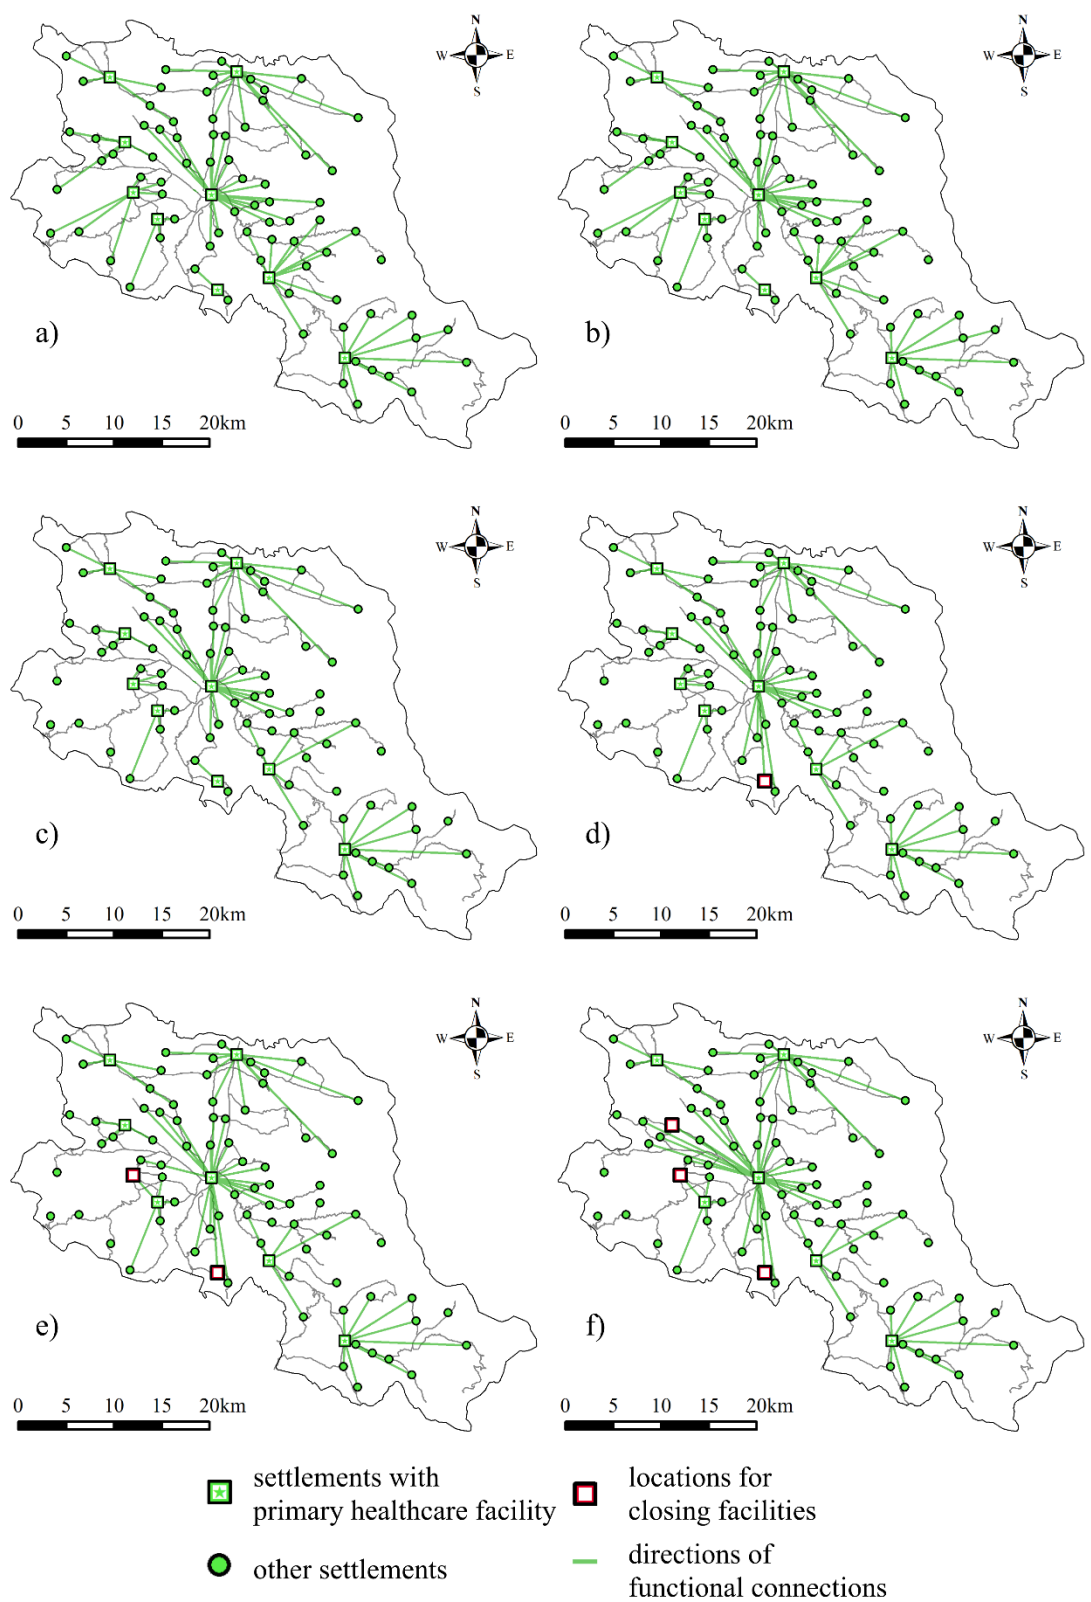 N
W E
S
a)
0 5 10 15 20km
N
W E
S
b)
0 5 10 15 20km
N
W E
S
c)
0 5 10 15 20km
N
W E
S
d)
0 5 10 15 20km
N
W E
S
e)
0 5 10 15 20km
N
W E
S
f)
0 5 10 15 20km
settlements with
primary healthcare facility
locations for
closing facilities
other settlements
directions of
functional connections